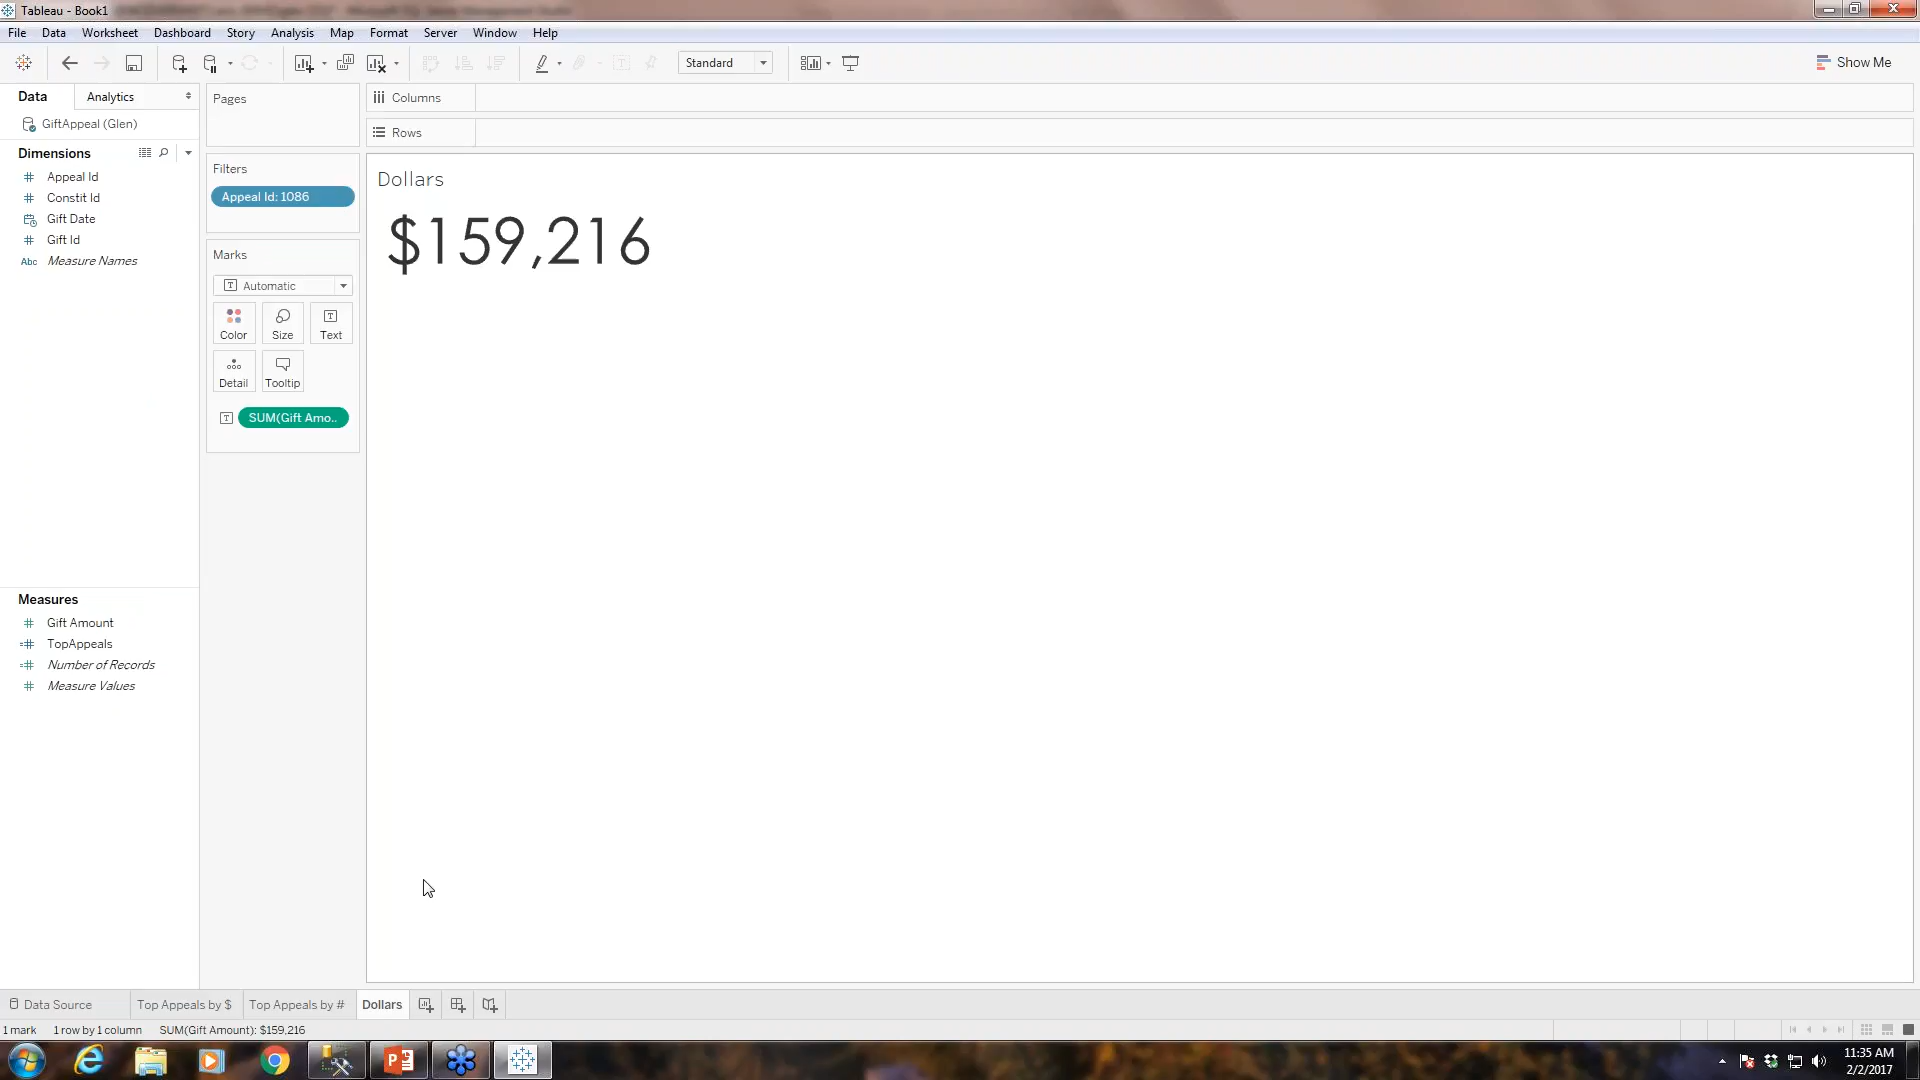 Tableau - Book1
File Data Worksheet Dashboard Story Analysis Map Format Server Window Help
Standard
Show Me
Data Analytics
GiftAppeal (Glen)
Dimensions
Appeal Id
Constit Id
Gift Date
Gift Id
Abc Measure Names
Measures
Gift Amount
TopAppeals
Number of Records
Measure Values
Pages
Filters
Appeal Id: 1086
Marks
Automatic
Color Size Text
Detail Tooltip
SUM(Gift Amo..
Columns
Rows
Dollars
$159,216
Data Source Top Appeals by $ Top Appeals by # Dollars
1 mark 1 row by 1 column SUM(Gift Amount): $159,216
11:35 AM
2/2/2017